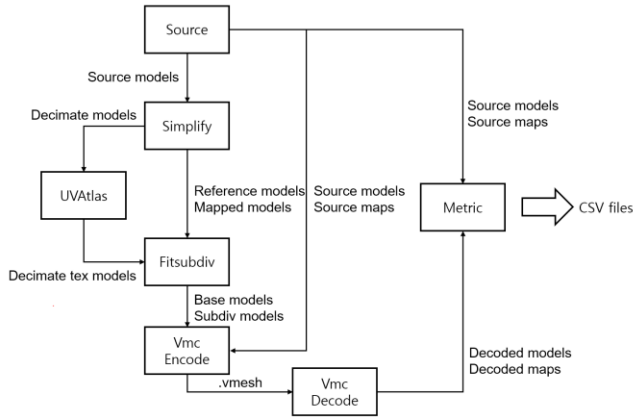 Source
Source models
Decimate models
Simplify
Source models
Source maps
UVAtlas
Reference models
Mapped models
Source models
Source maps
Metric
CSV files
Decimate tex models
Fitsubdiv
Base models
Subdiv models
Vmc
Encode
.vmesh
Vmc
Decode
Decoded models
Decoded maps